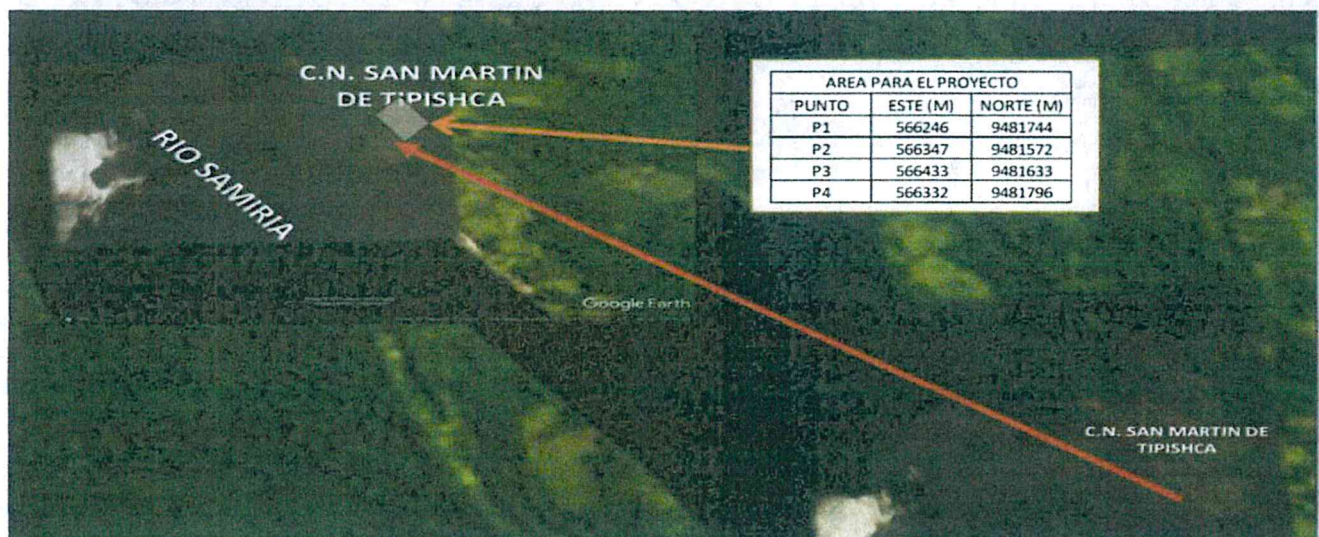 C.N. SAN MARTIN
DE TIPISHCA
RIO SAMIRIA
AREA PARA EL PROYECTO
PUNTO ESTE (M) NORTE (M)
P1 566246 9481744
P2 566347 9481572
P3 566433 9481633
P4 566332 9481796
Google Earth
C.N. SAN MARTIN DE
TIPISHCA